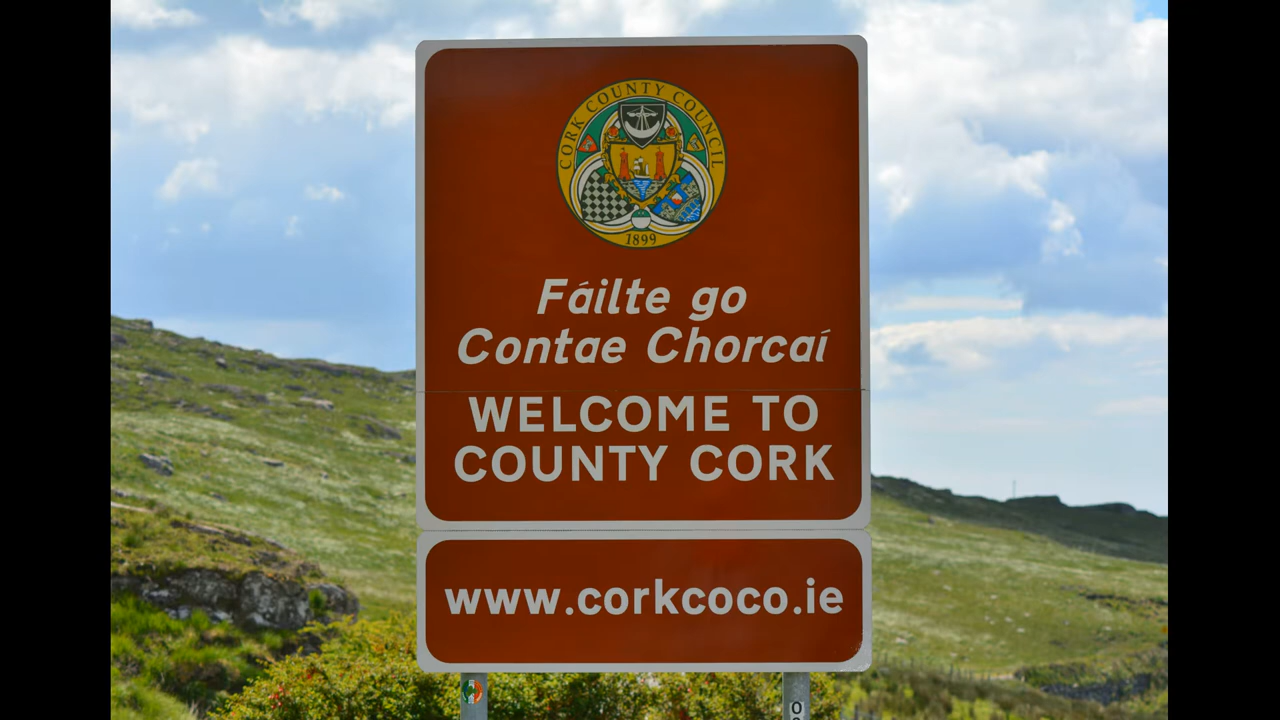 CORK COUNTY COUNCIL
1899
Fáilte go
Contae Chorcaí
WELCOME TO
COUNTY CORK
www.corkcoco.ie